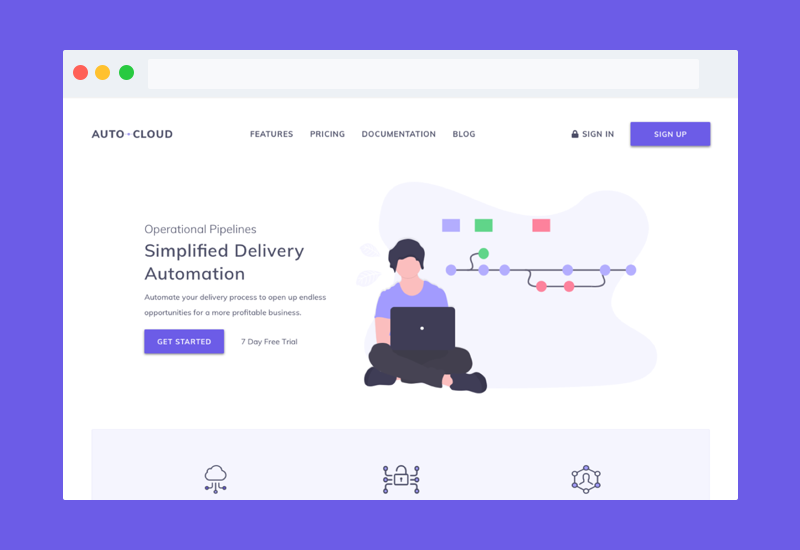 AUTO-CLOUD
FEATURES PRICING DOCUMENTATION BLOG
SIGN IN
SIGN UP
Operational Pipelines
Simplified Delivery
Automation
Automate your delivery process to open up endless
opportunities for a more profitable business.
GET STARTED
7 Day Free Trial